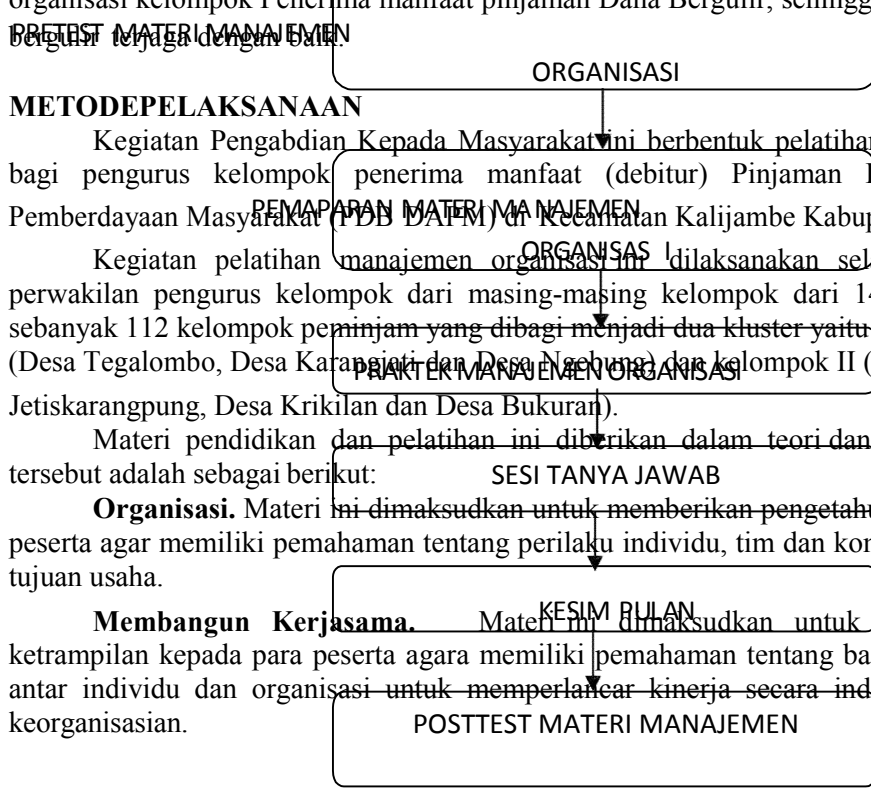 organisasi kelompok Penerima manfaat pinjaman Dana Bergulir, sehingg
bergulir terjaga dengan baik.
PRETEST MATERI MANAJEMEN
ORGANISASI
METODEPELAKSANAAN
Kegiatan Pengabdian Kepada Masyarakat ini berbentuk pelatihan
bagi pengurus kelompok penerima manfaat (debitur) Pinjaman
Pemberdayaan Masyarakat (PDB DAPM) di Kecamatan Kalijambe Kabup
PEMAPARAN MATERI MANAJEMEN
ORGANISAS I
Kegiatan pelatihan manajemen organisasi ini dilaksanakan sel
perwakilan pengurus kelompok dari masing-masing kelompok dari 14
sebanyak 112 kelompok peminjam yang dibagi menjadi dua kluster yaitu
(Desa Tegalombo, Desa Karangjati dan Desa Ngebung) dan kelompok II (
PRAKTEK MANAJEMEN ORGANISASI
Jetiskarangpung, Desa Krikilan dan Desa Bukuran).
Materi pendidikan dan pelatihan ini diberikan dalam teori dan
tersebut adalah sebagai berikut:
SESI TANYA JAWAB
Organisasi. Materi ini dimaksudkan untuk memberikan pengetahu
peserta agar memiliki pemahaman tentang perilaku individu, tim dan kon
tujuan usaha.
Membangun Kerjasama. Materi ini dimaksudkan untuk
KESIM PULAN
ketrampilan kepada para peserta agara memiliki pemahaman tentang ba
antar individu dan organisasi untuk memperlancar kinerja secara ind
keorganisasian.
POSTTEST MATERI MANAJEMEN